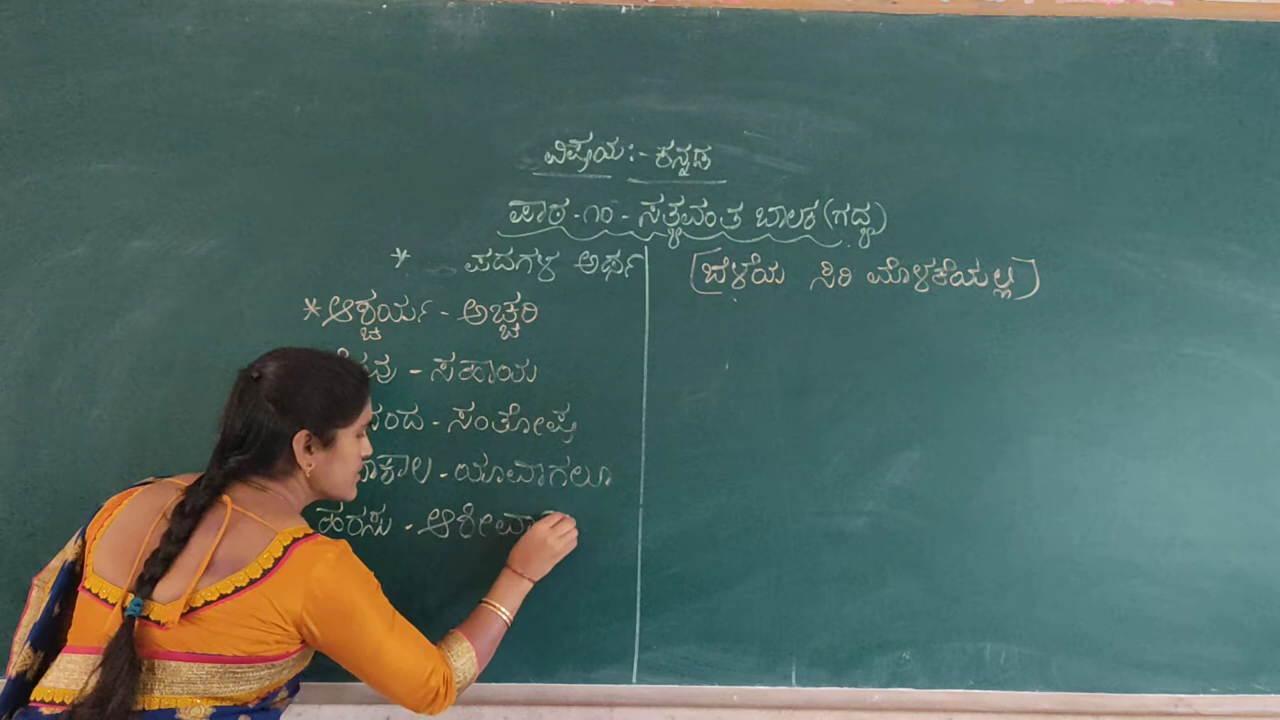 ವಿಷಯ:- ಕನ್ನಡ
ಪಾಠ -೧೦ - ಸತ್ಯವಂತ ಬಾಲಕ (ಗದ್ಯ)
* ಪದಗಳ ಅರ್ಥ
[ಬೆಳೆಯ ಸಿರಿ ಮೊಳಕೆಯಲ್ಲಿ]
* ಆಶ್ಚರ್ಯ - ಅಚ್ಚರಿ
- ಸಹಾಯ
- ಸಂತೋಷ
- ಯಾವಾಗಲೂ
ಹರಸು -